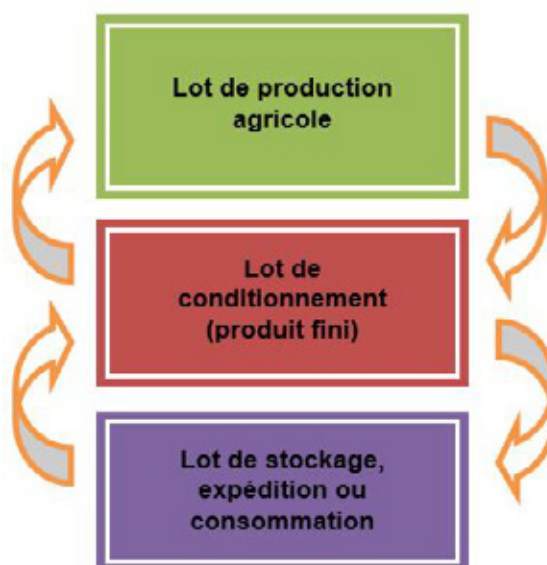 Lot de production
agricole
Lot de
conditionnement
(produit fini)
Lot de stockage,
expédition ou
consommation